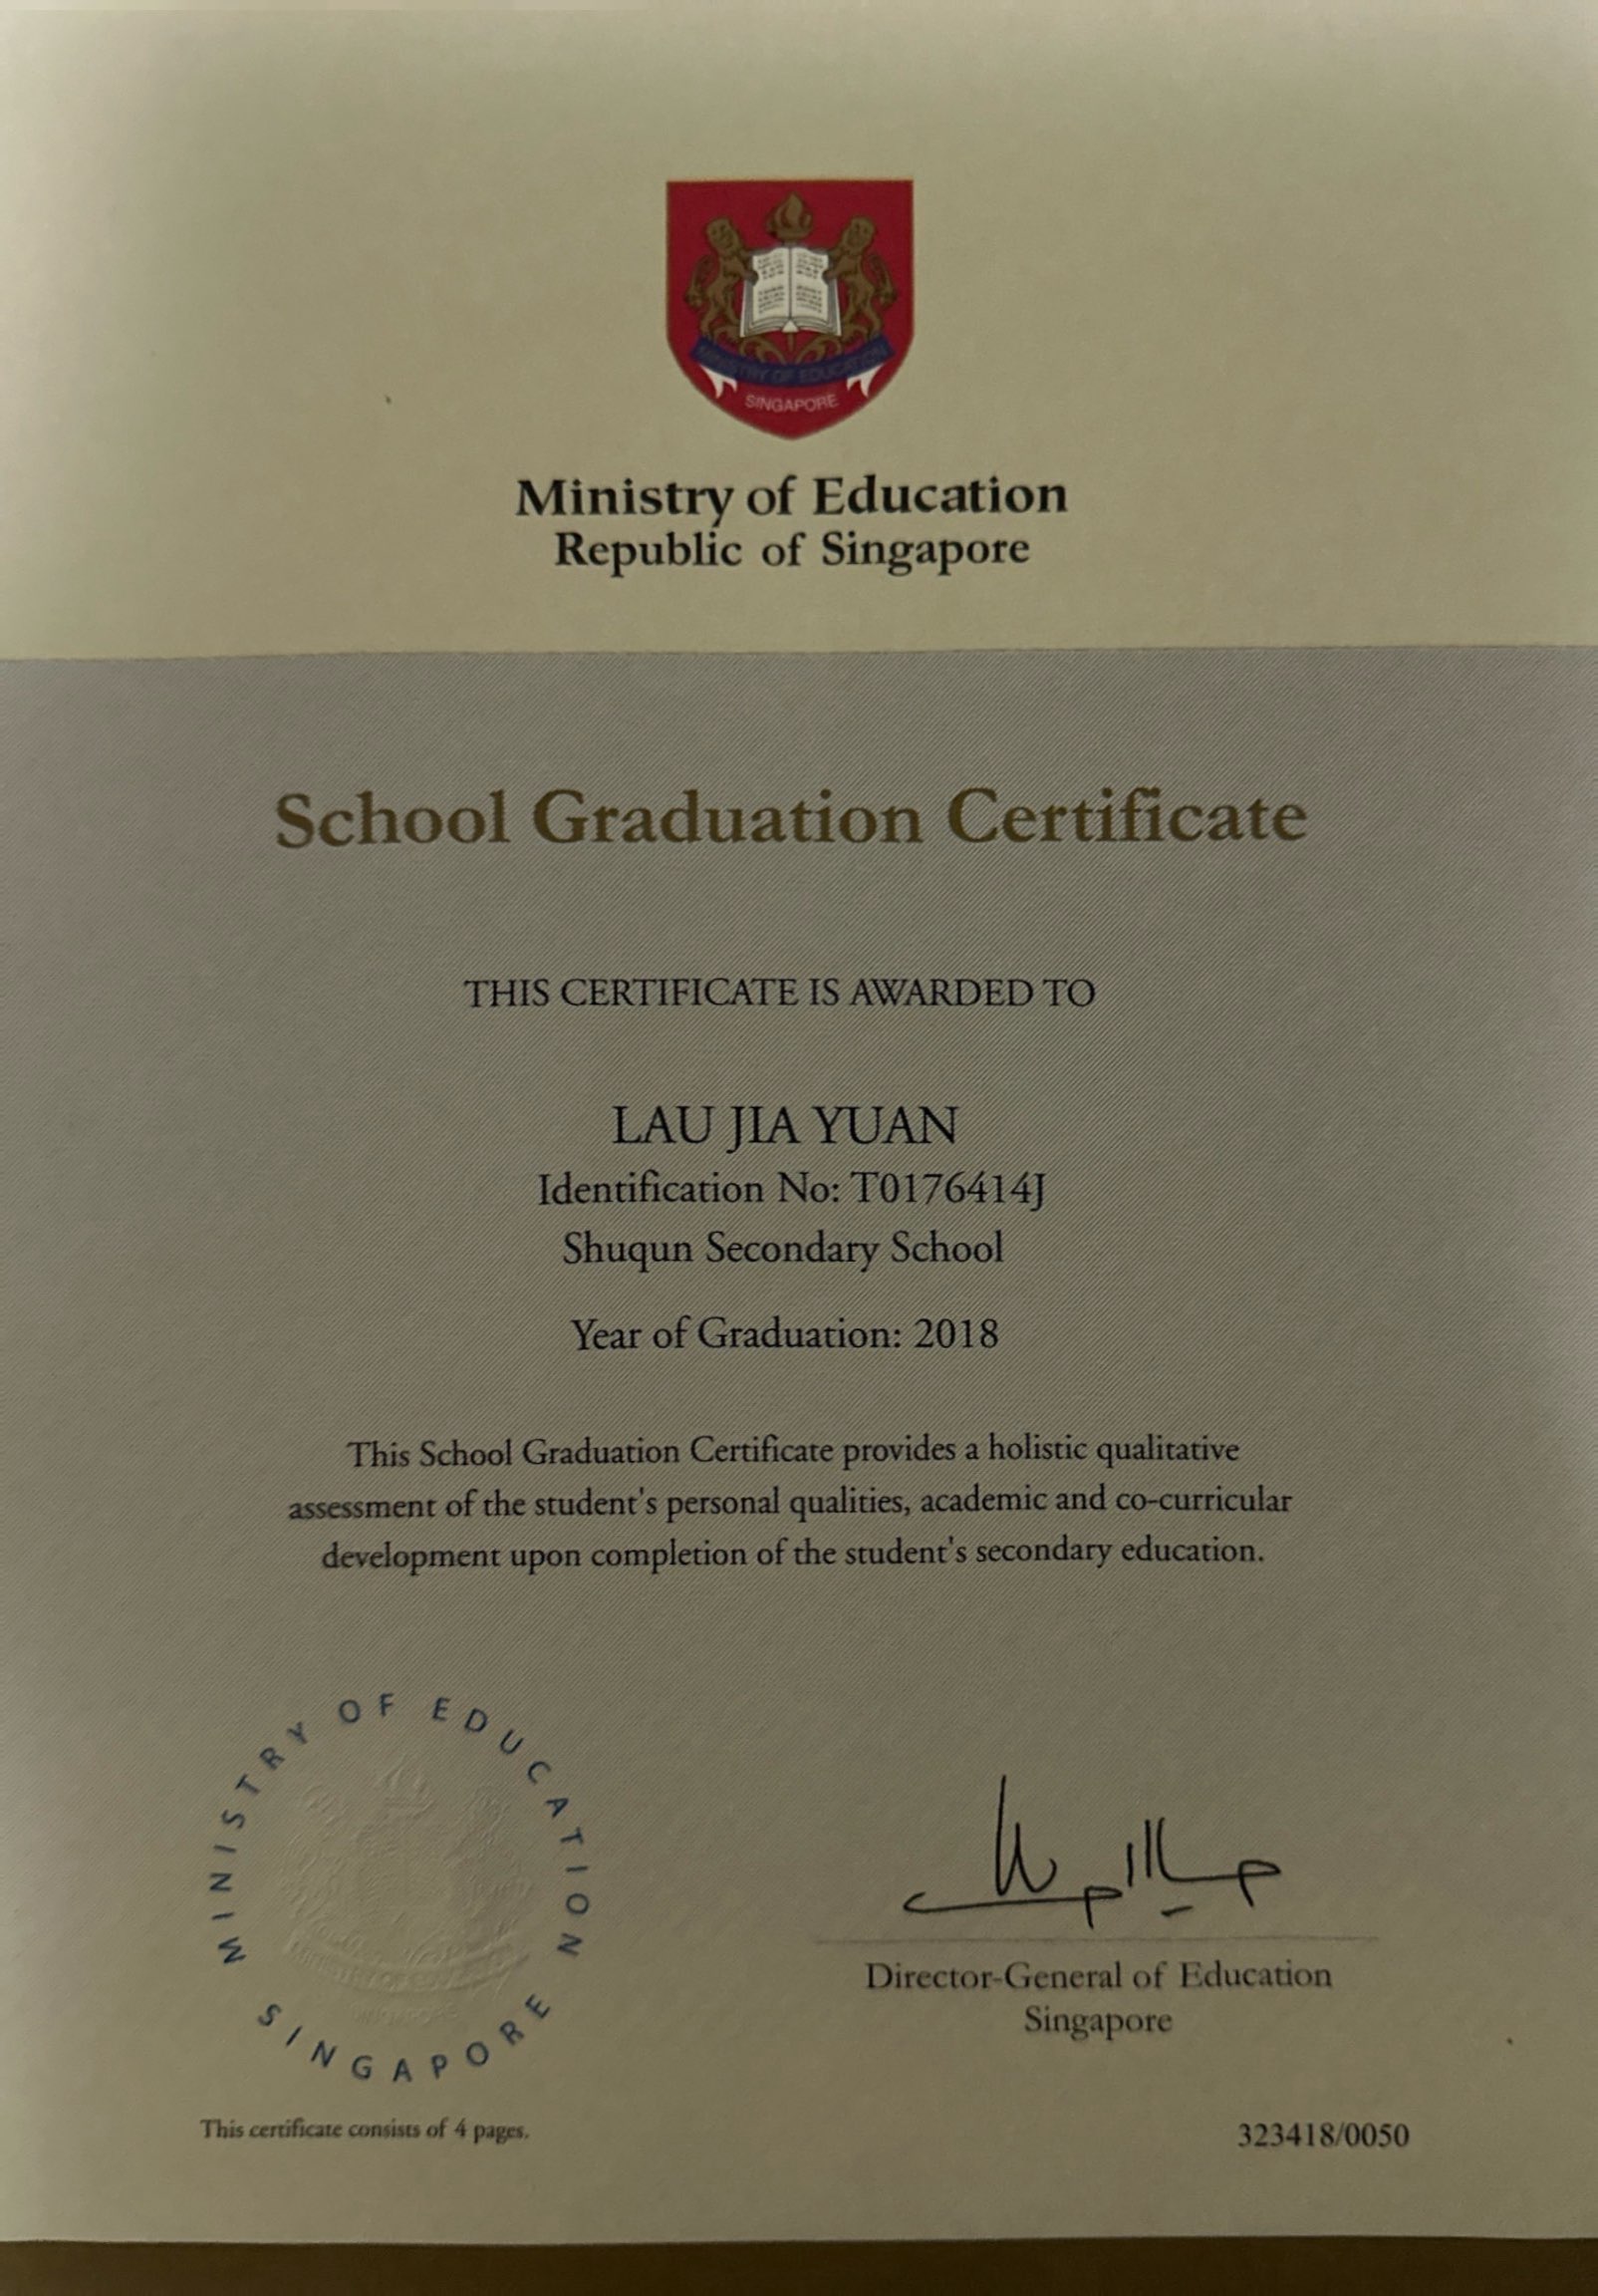 MINISTRY OF EDUCATION
SINGAPORE
Ministry of Education
Republic of Singapore
School Graduation Certificate
THIS CERTIFICATE IS AWARDED TO
LAU JIA YUAN
Identification No: T0176414J
Shuqun Secondary School
Year of Graduation: 2018
This School Graduation Certificate provides a holistic qualitative
assessment of the student's personal qualities, academic and co-curricular
development upon completion of the student's secondary education.
MINISTRY OF EDUCATION
SINGAPORE
Director-General of Education
Singapore
This certificate consists of 4 pages.
323418/0050